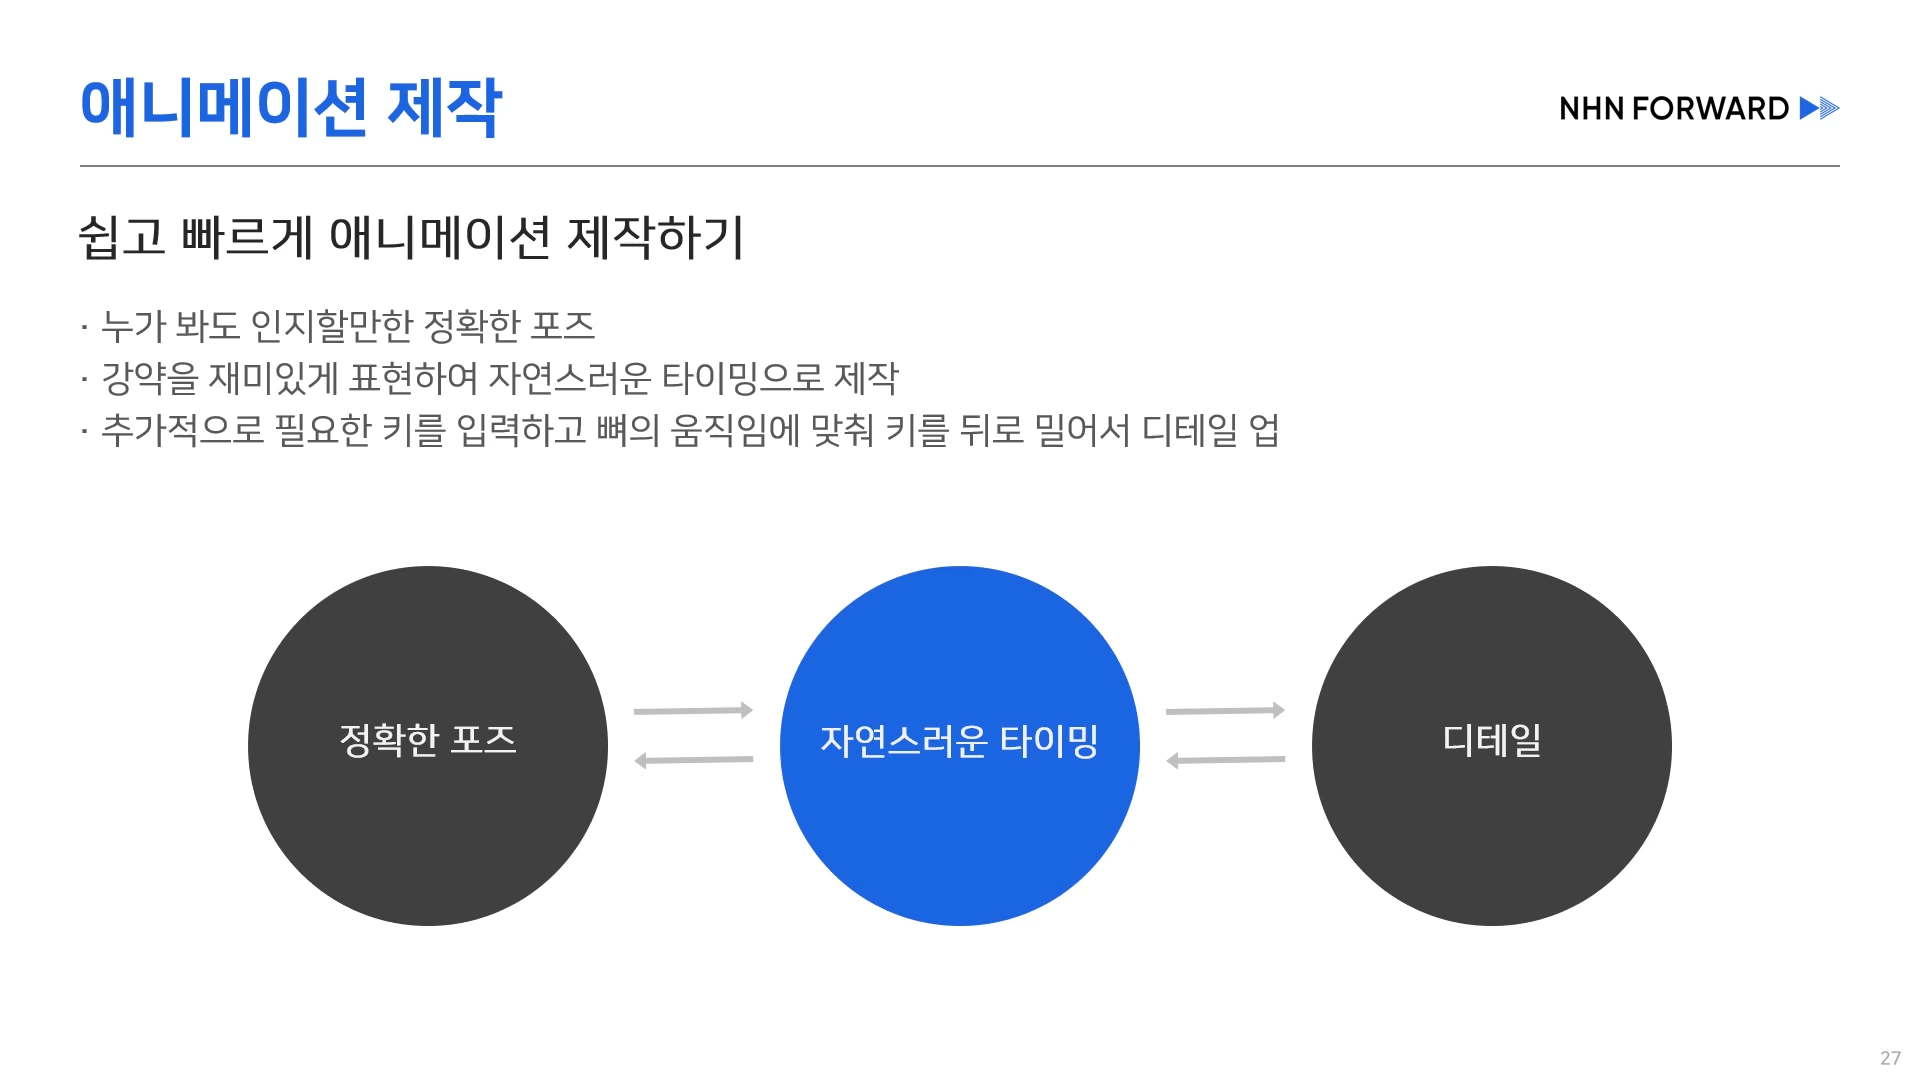 애니메이션 제작
NHN FORWARD
쉽고 빠르게 애니메이션 제작하기
· 누가 봐도 인지할만한 정확한 포즈
· 강약을 재미있게 표현하여 자연스러운 타이밍으로 제작
· 추가적으로 필요한 키를 입력하고 뼈의 움직임에 맞춰 키를 뒤로 밀어서 디테일 업
정확한 포즈
자연스러운 타이밍
디테일
27